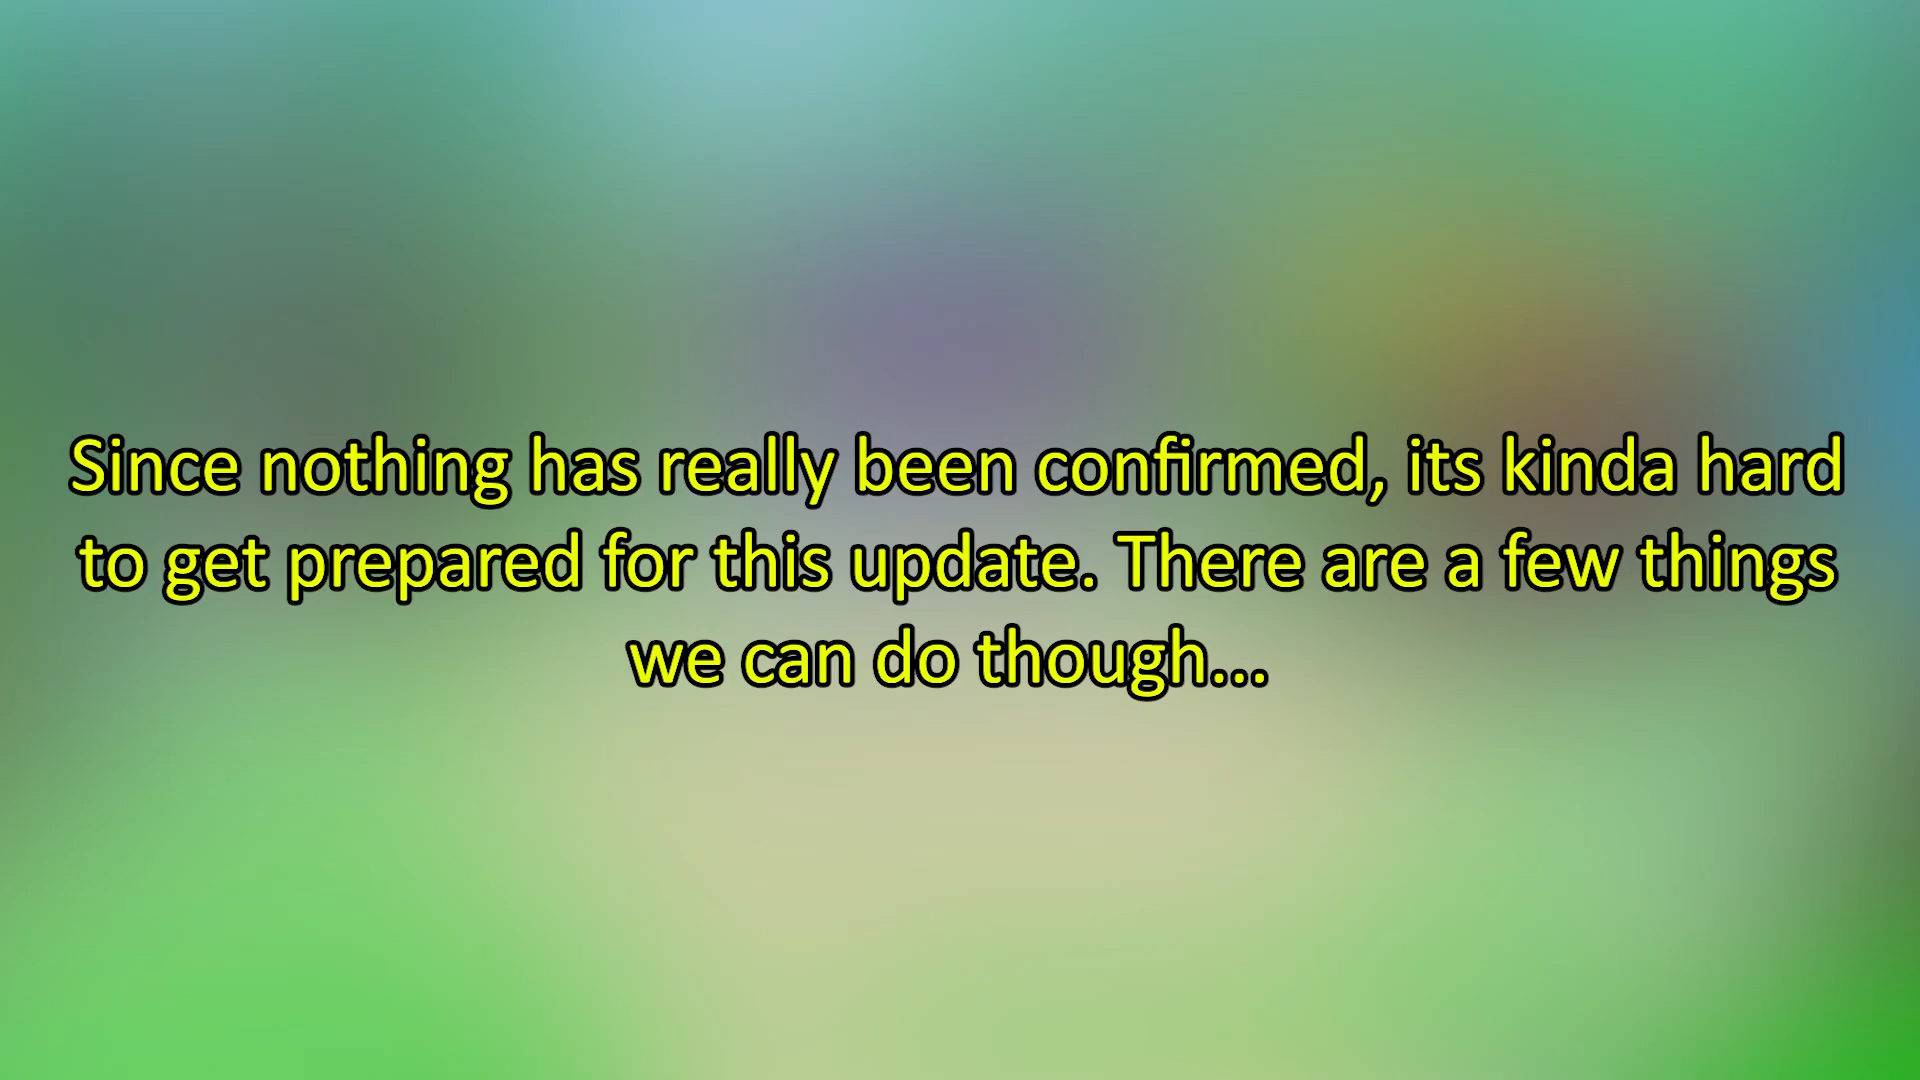 Since nothing has really been confirmed, its kinda hard
to get prepared for this update. There are a few things
we can do though...